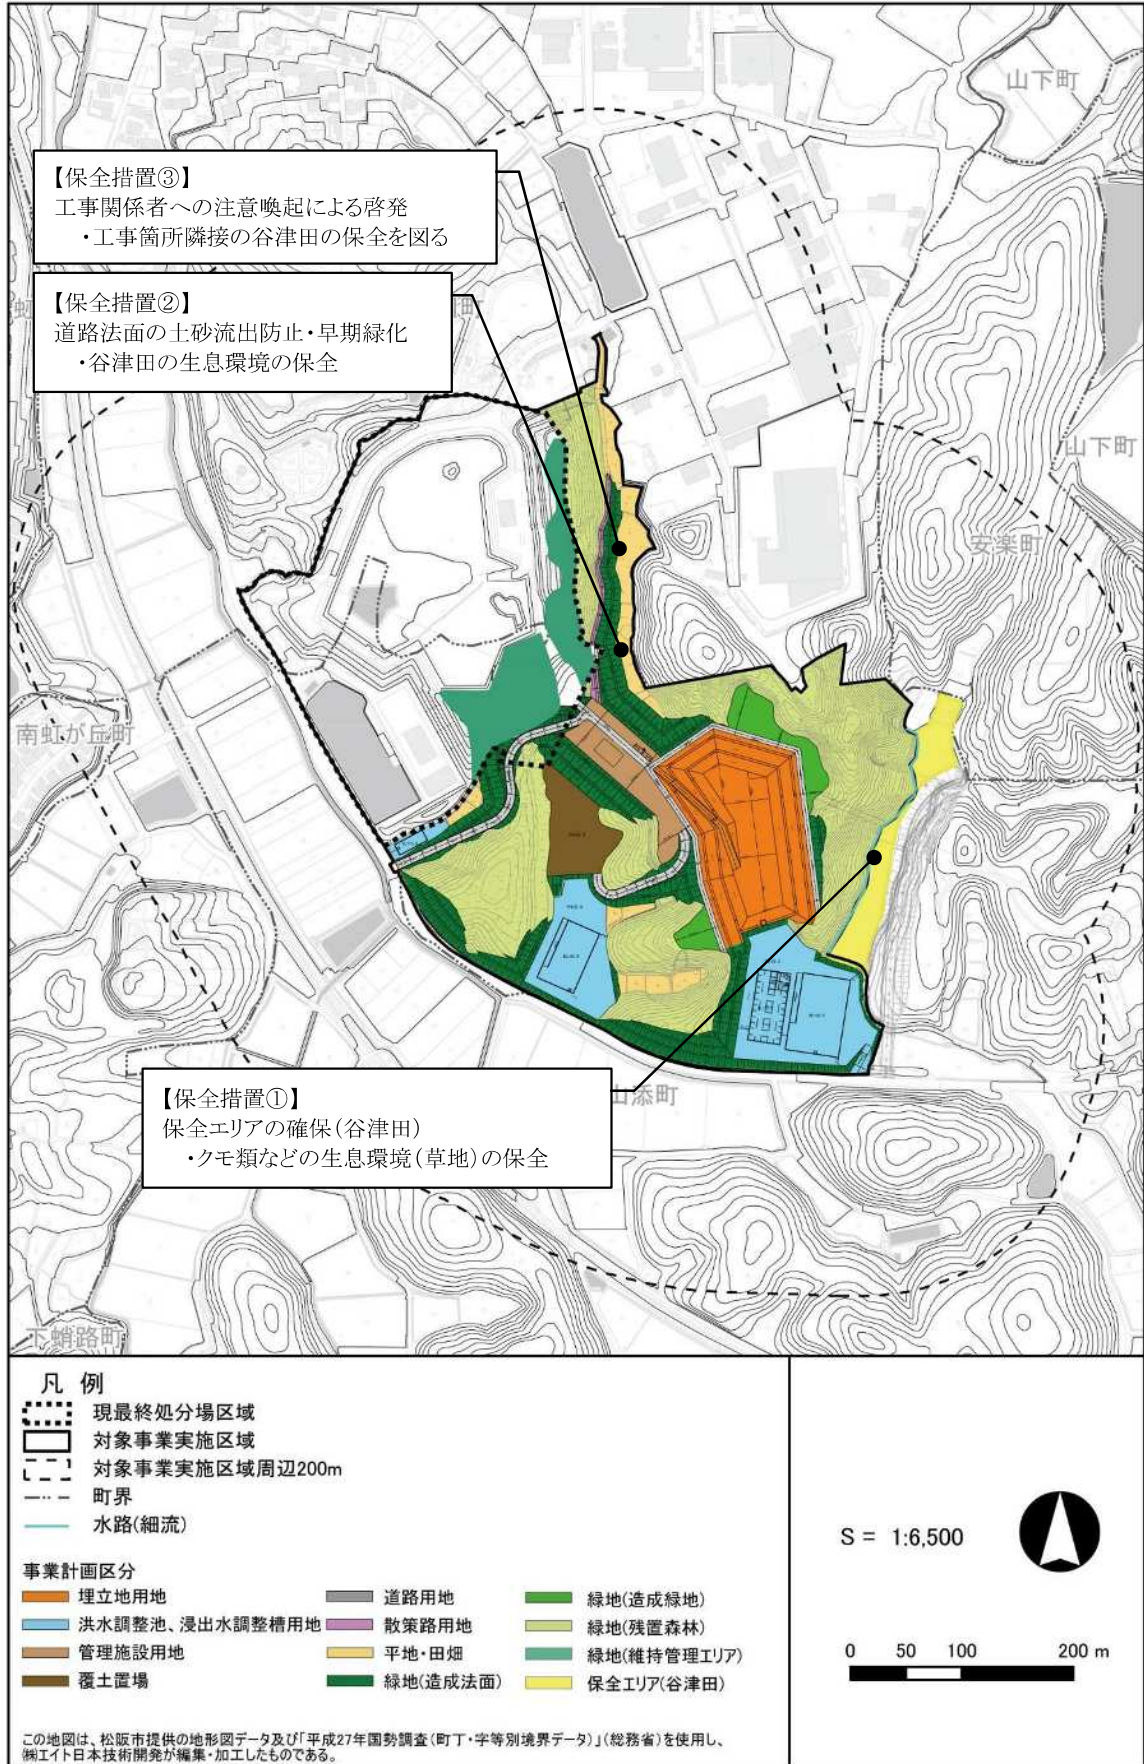 山下町
【保全措置③】
工事関係者への注意喚起による啓発
・工事箇所隣接の谷津田の保全を図る
【保全措置②】
道路法面の土砂流出防止・早期緑化
・谷津田の生息環境の保全
山下町
安楽町
南虹が丘町
【保全措置①】
保全エリアの確保(谷津田)
・クモ類などの生息環境(草地)の保全
山添町
下蛸路町
凡 例
現最終処分場区域
対象事業実施区域
対象事業実施区域周辺200m
町界
水路(細流)
事業計画区分
埋立地用地
洪水調整池、浸出水調整槽用地
管理施設用地
覆土置場
道路用地
散策路用地
平地・田畑
緑地(造成法面)
緑地(造成緑地)
緑地(残置森林)
緑地(維持管理エリア)
保全エリア(谷津田)
S = 1:6,500
0 50 100 200 m
この地図は、松阪市提供の地形図データ及び「平成27年国勢調査(町丁・字等別境界データ)」(総務省)を使用し、
㈱エイト日本技術開発が編集・加工したものである。